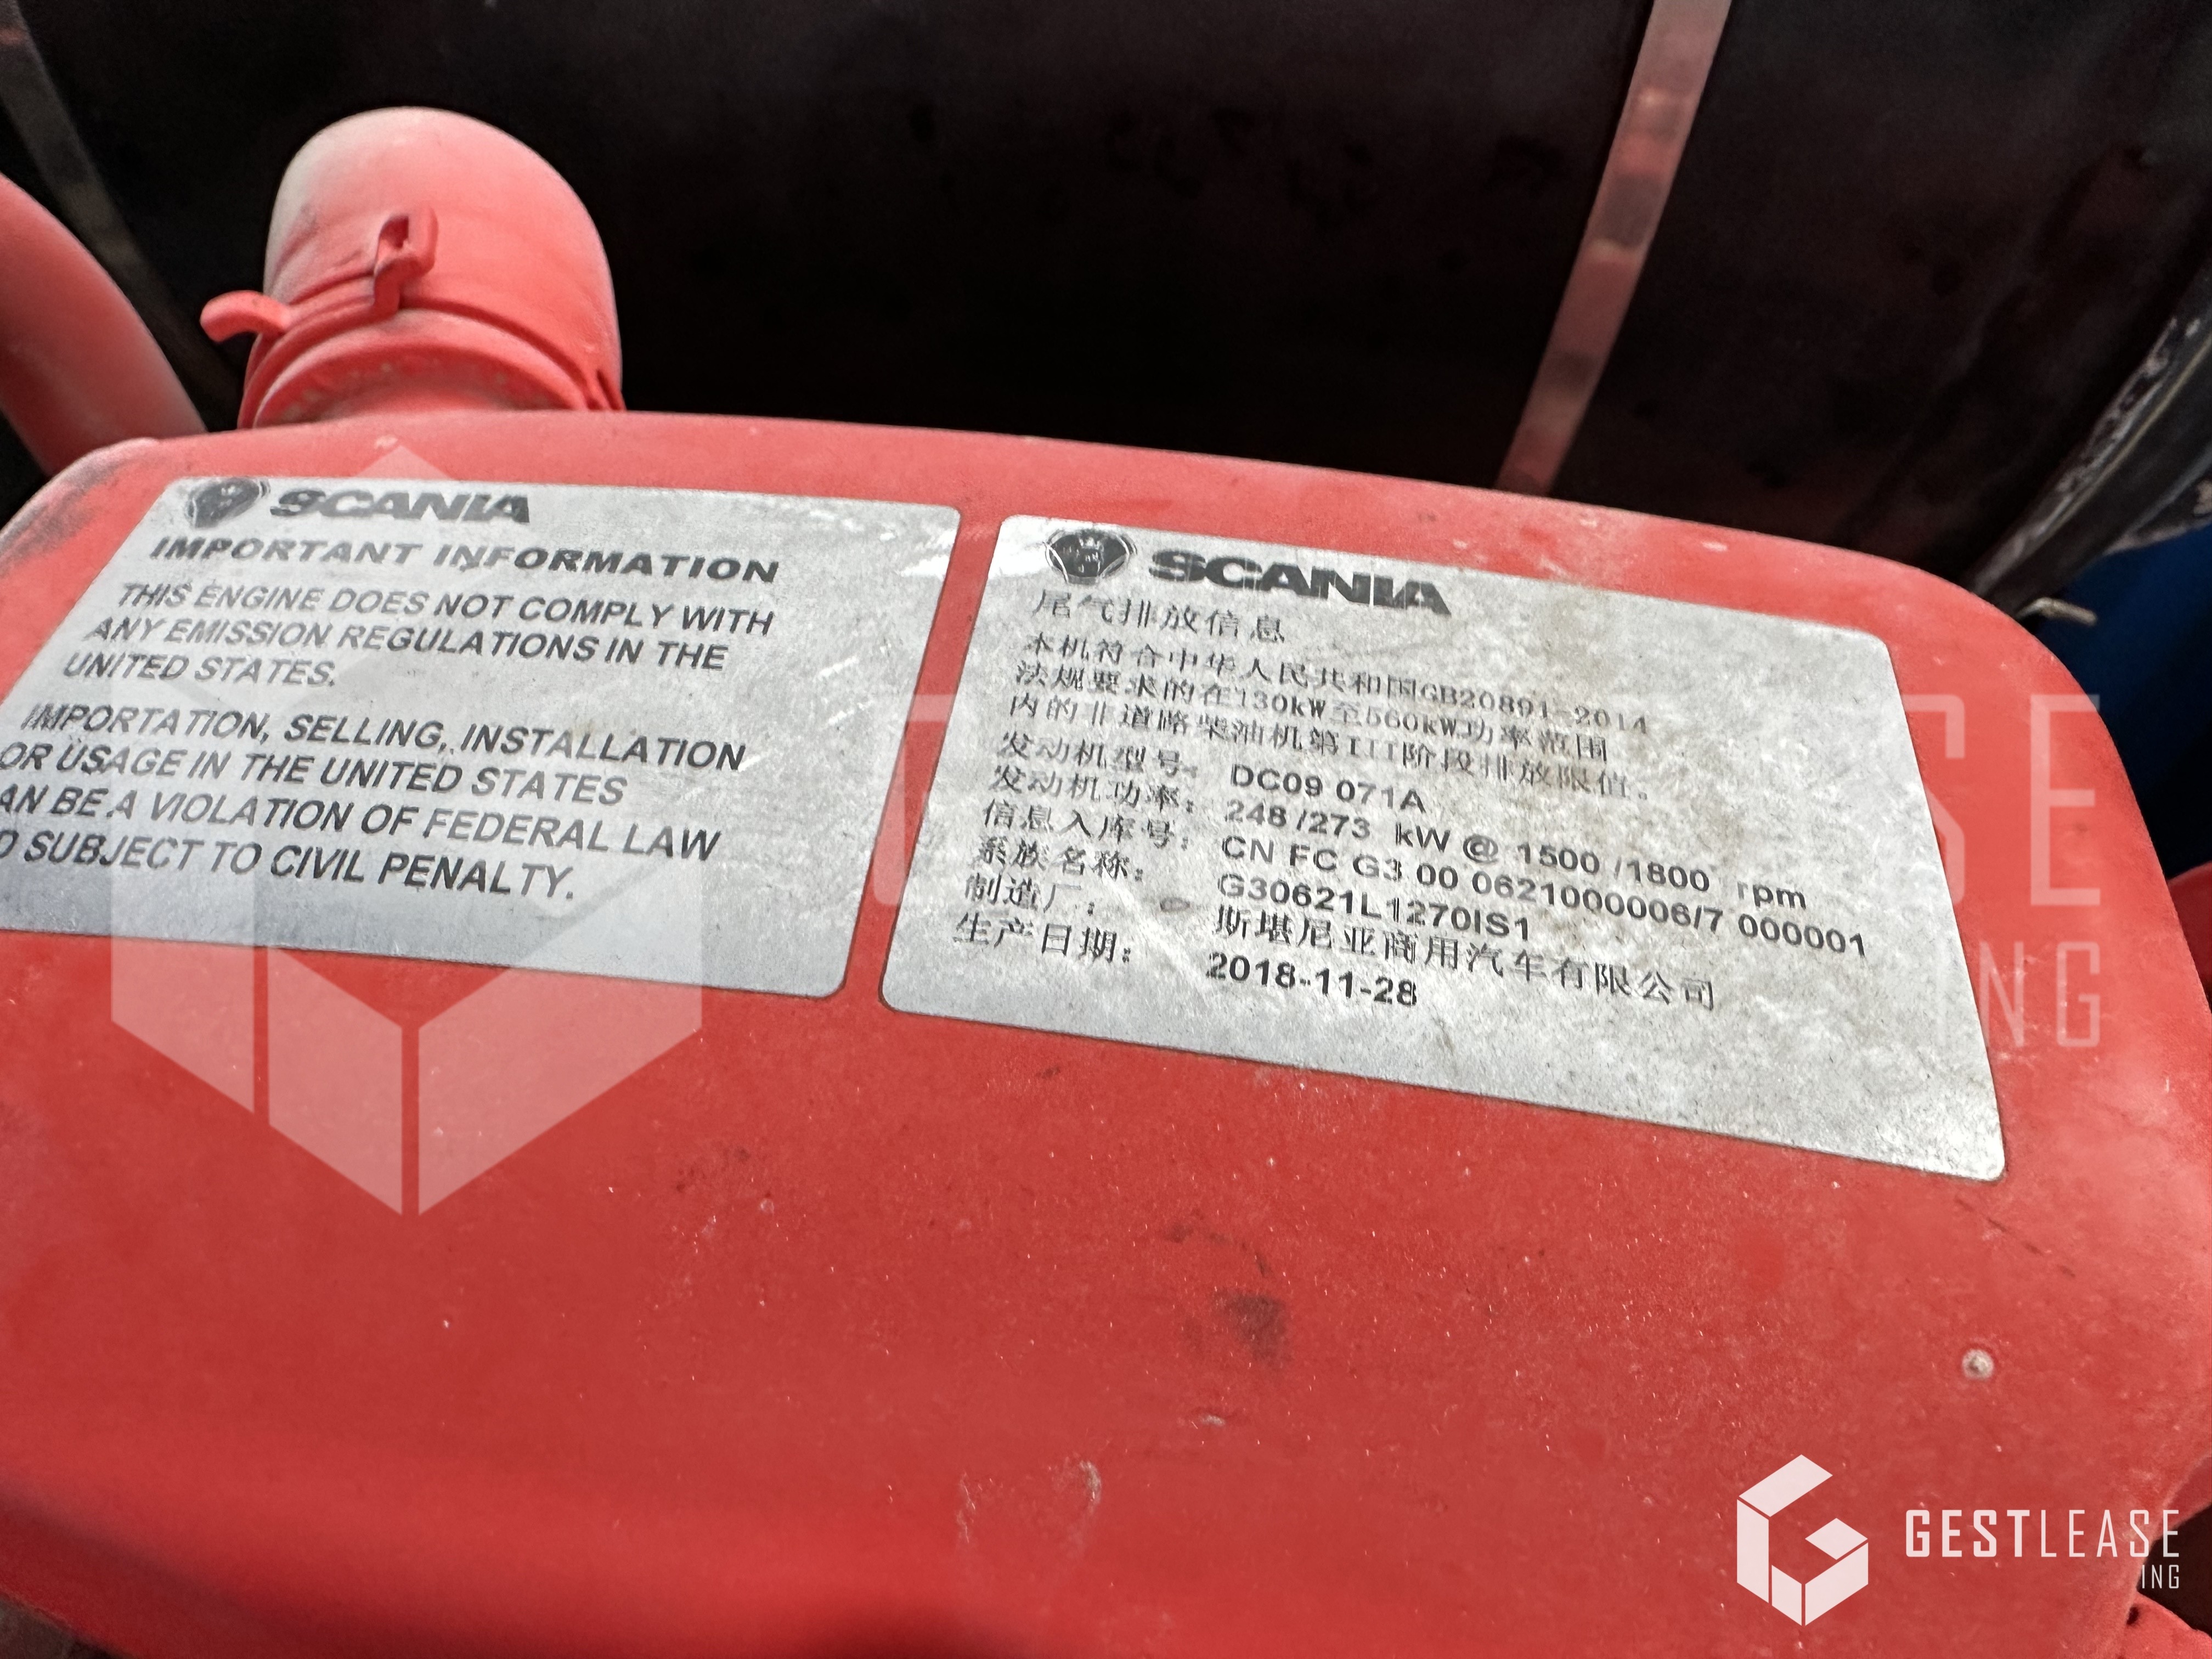 SCANIA
IMPORTANT INFORMATION
THIS ENGINE DOES NOT COMPLY WITH
ANY EMISSION REGULATIONS IN THE
UNITED STATES.
IMPORTATION, SELLING, INSTALLATION
OR USAGE IN THE UNITED STATES
AN BE A VIOLATION OF FEDERAL LAW
D SUBJECT TO CIVIL PENALTY.
SCANIA
尾气排放信息
本机符合中华人民共和国GB20891-2014
法规要求的在130kW至560kW功率范围
内的非道路柴油机第III阶段排放限值。
发动机型号: DC09 071A
发动机功率: 248 /273 kW @ 1500 /1800 rpm
信息入库号: CN FC G3 00 0621000006/7 000001
系族名称: G30621L1270IS1
制造厂: 斯堪尼亚商用汽车有限公司
生产日期: 2018-11-28
GESTLEASE
ING